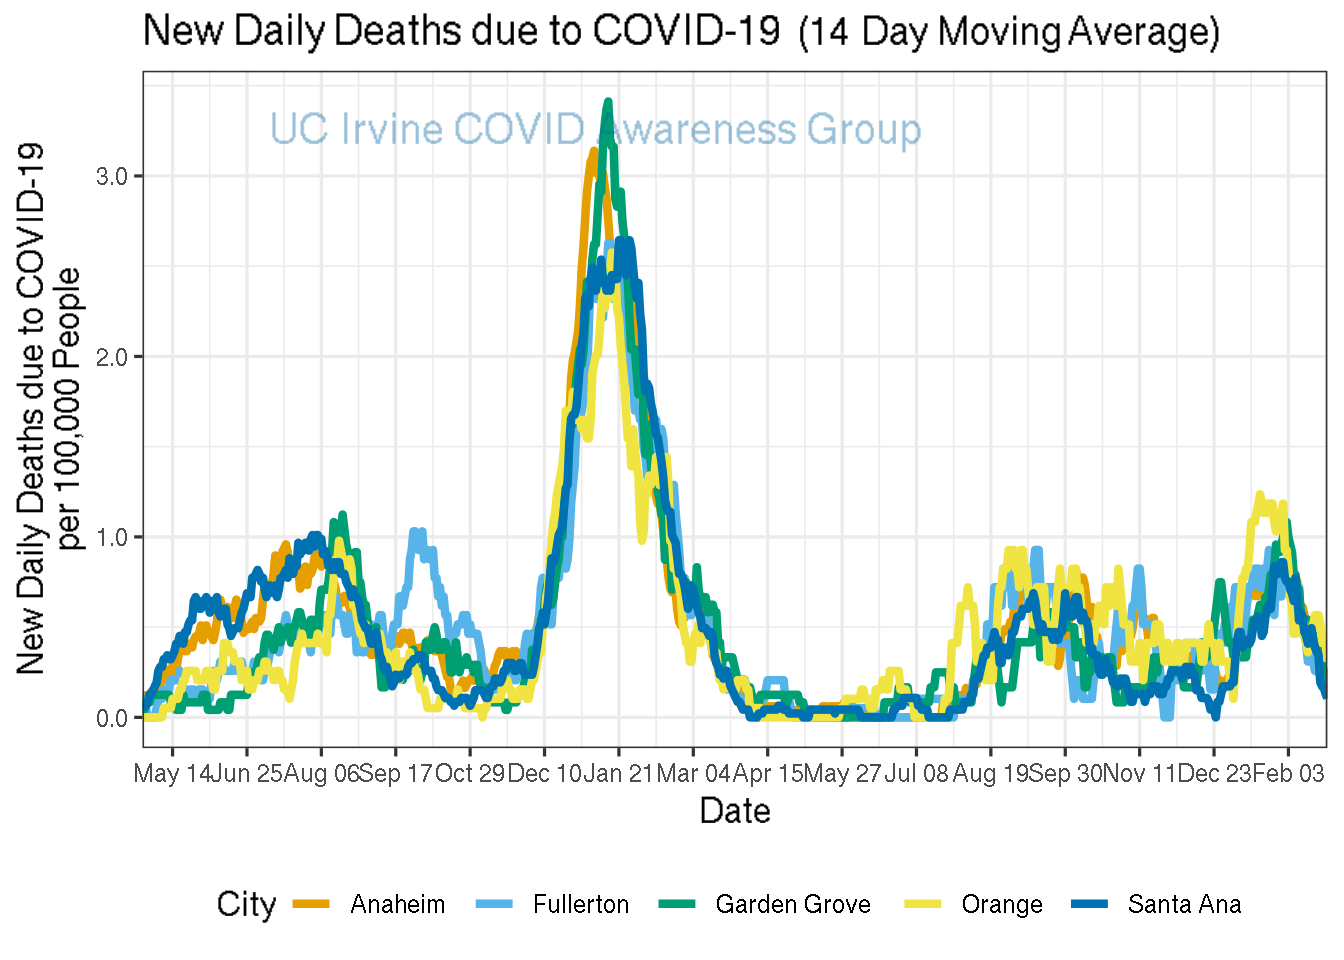 New Daily Deaths due to COVID-19 (14 Day Moving Average)
UC Irvine COVID Awareness Group
New Daily Deaths due to COVID-19
per 100,000 People
3.0
2.0
1.0
0.0
May 14 Jun 25 Aug 06 Sep 17 Oct 29 Dec 10 Jan 21 Mar 04 Apr 15 May 27 Jul 08 Aug 19 Sep 30 Nov 11 Dec 23 Feb 03
Date
City Anaheim Fullerton Garden Grove Orange Santa Ana